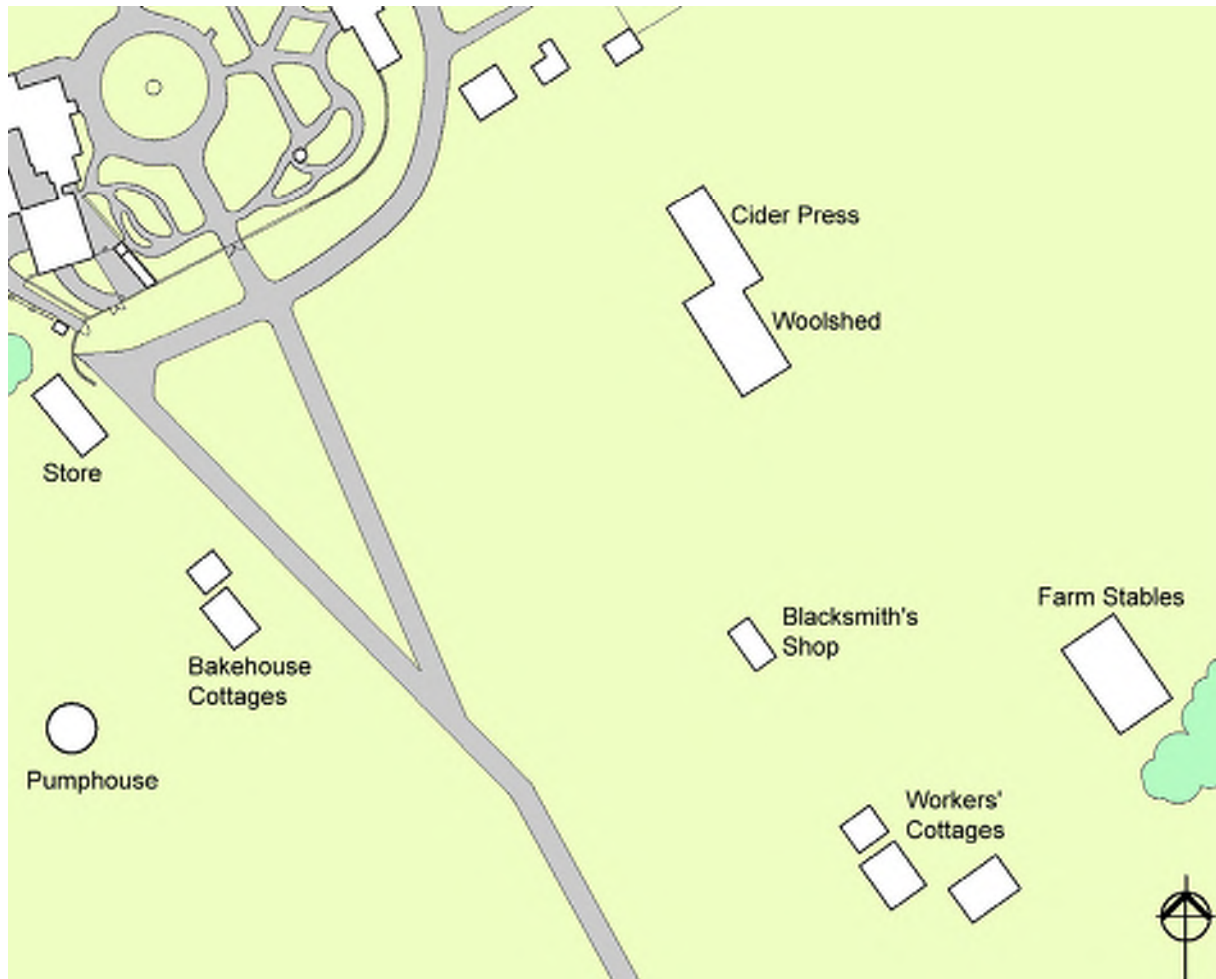 Cider Press
Woolshed
Store
Farm Stables
Blacksmith's
Shop
Bakehouse
Cottages
Pumphouse
Workers'
Cottages